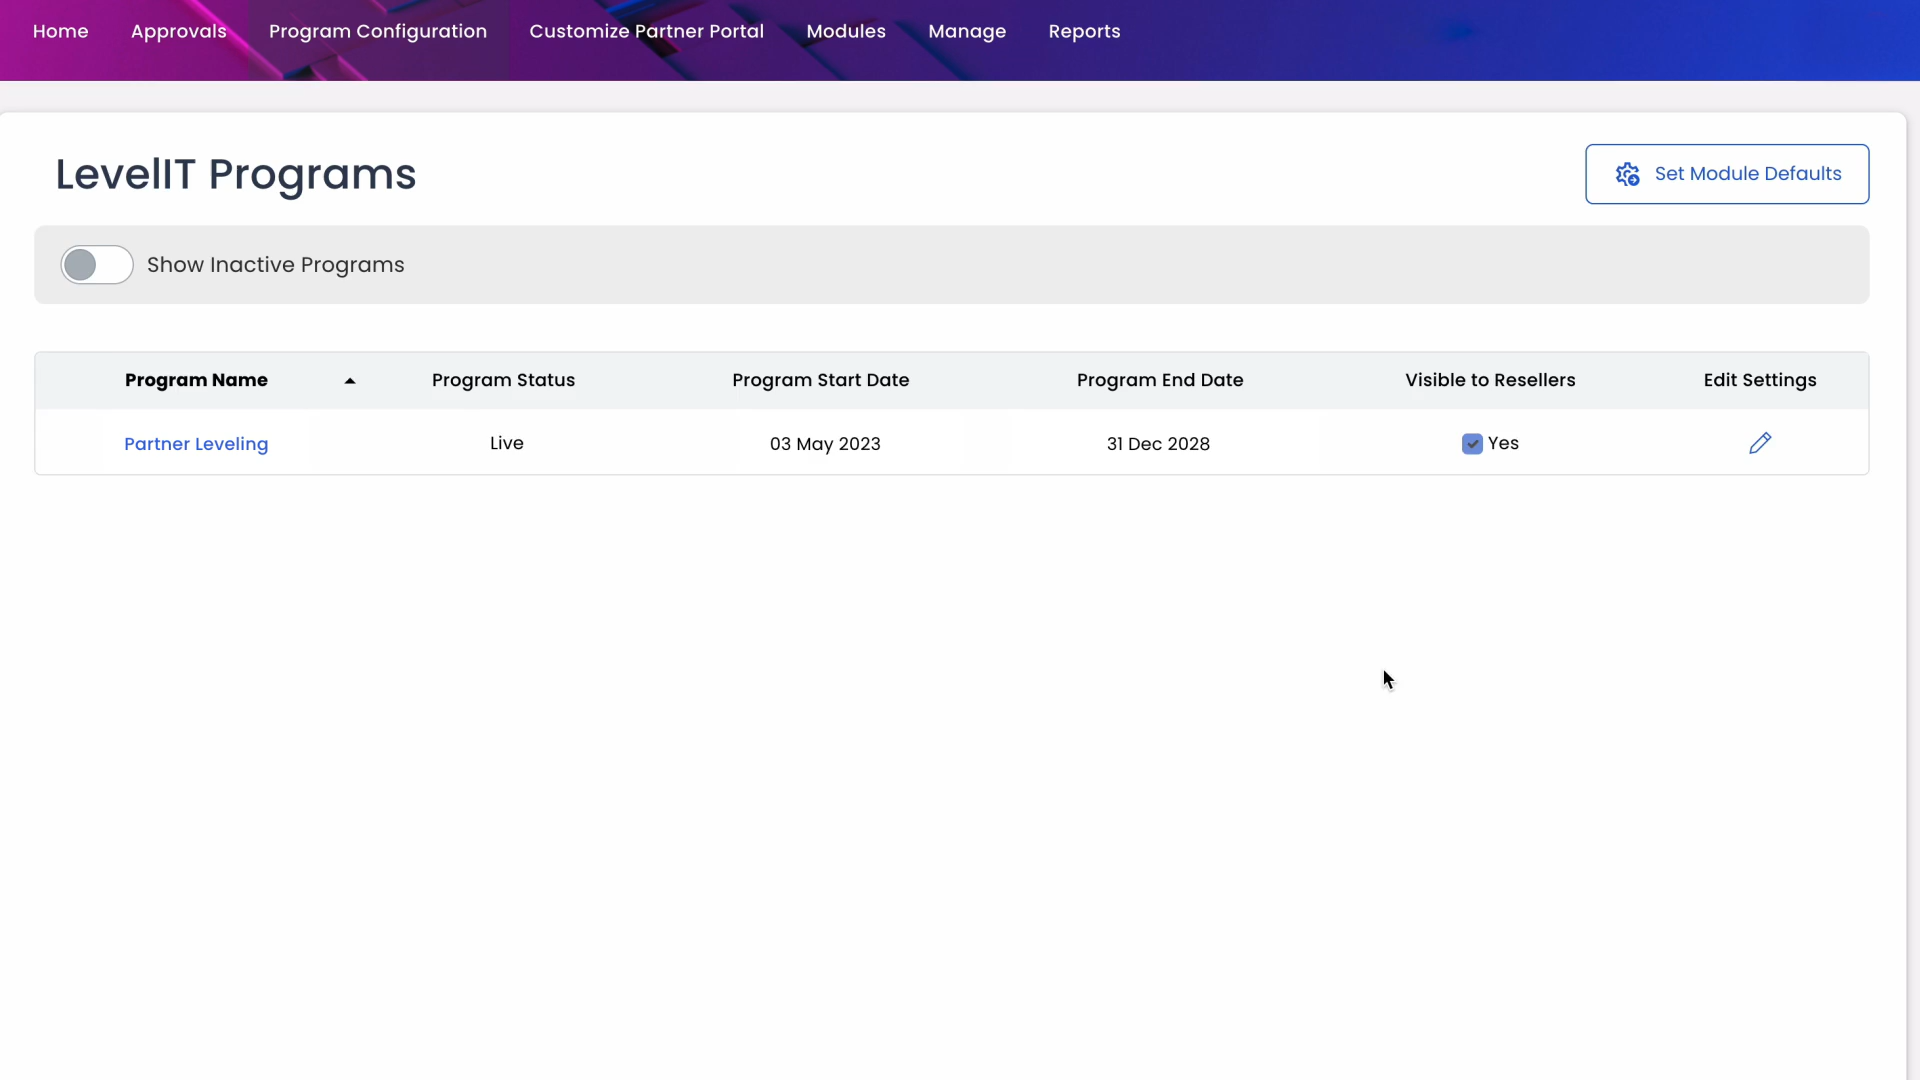 Home Approvals Program Configuration Customize Partner Portal Modules Manage Reports
LevelIT Programs
Set Module Defaults
Show Inactive Programs
Program Name Program Status Program Start Date Program End Date Visible to Resellers Edit Settings
Partner Leveling Live 03 May 2023 31 Dec 2028 Yes